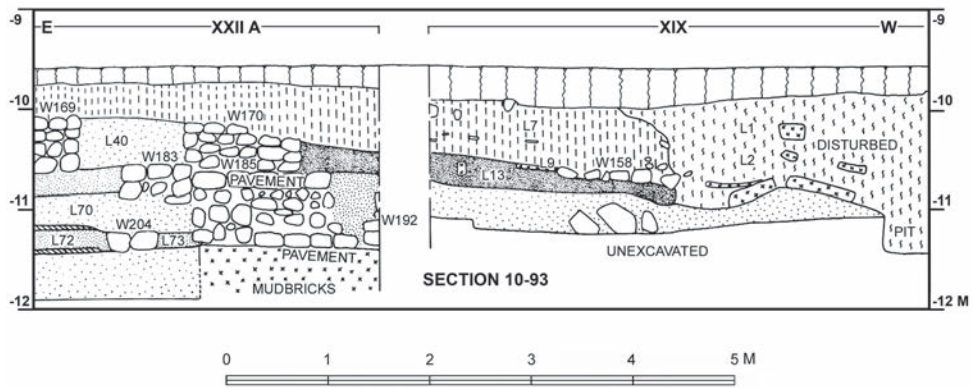 -9 -9
E XXII A XIX W
-10 -10
W169 W170 L7 L1
L40 W183 W185 L9 W158 L2 DISTURBED
PAVEMENT L13
-11 -11
L70 W204 W192
L72 L73 PAVEMENT UNEXCAVATED PIT
MUDBRICKS SECTION 10-93
-12 -12 M
0 1 2 3 4 5 M